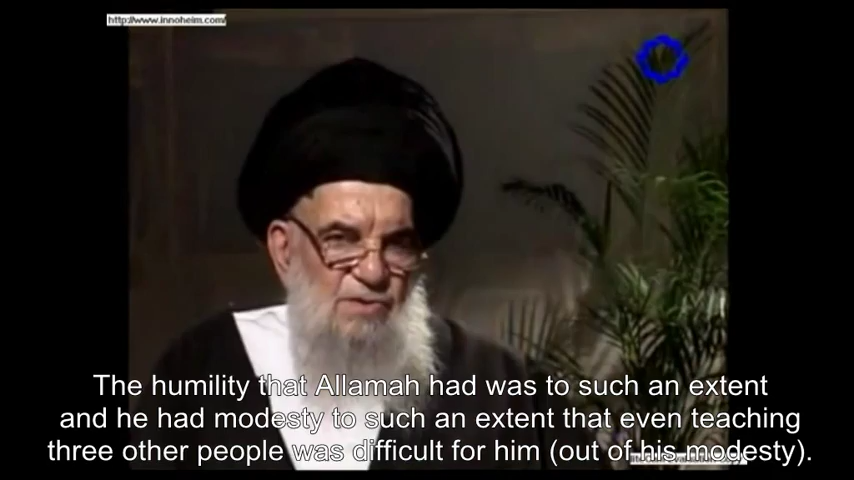 http://www.innoheim.com/
The humility that Allamah had was to such an extent
and he had modesty to such an extent that even teaching
three other people was difficult for him (out of his modesty).